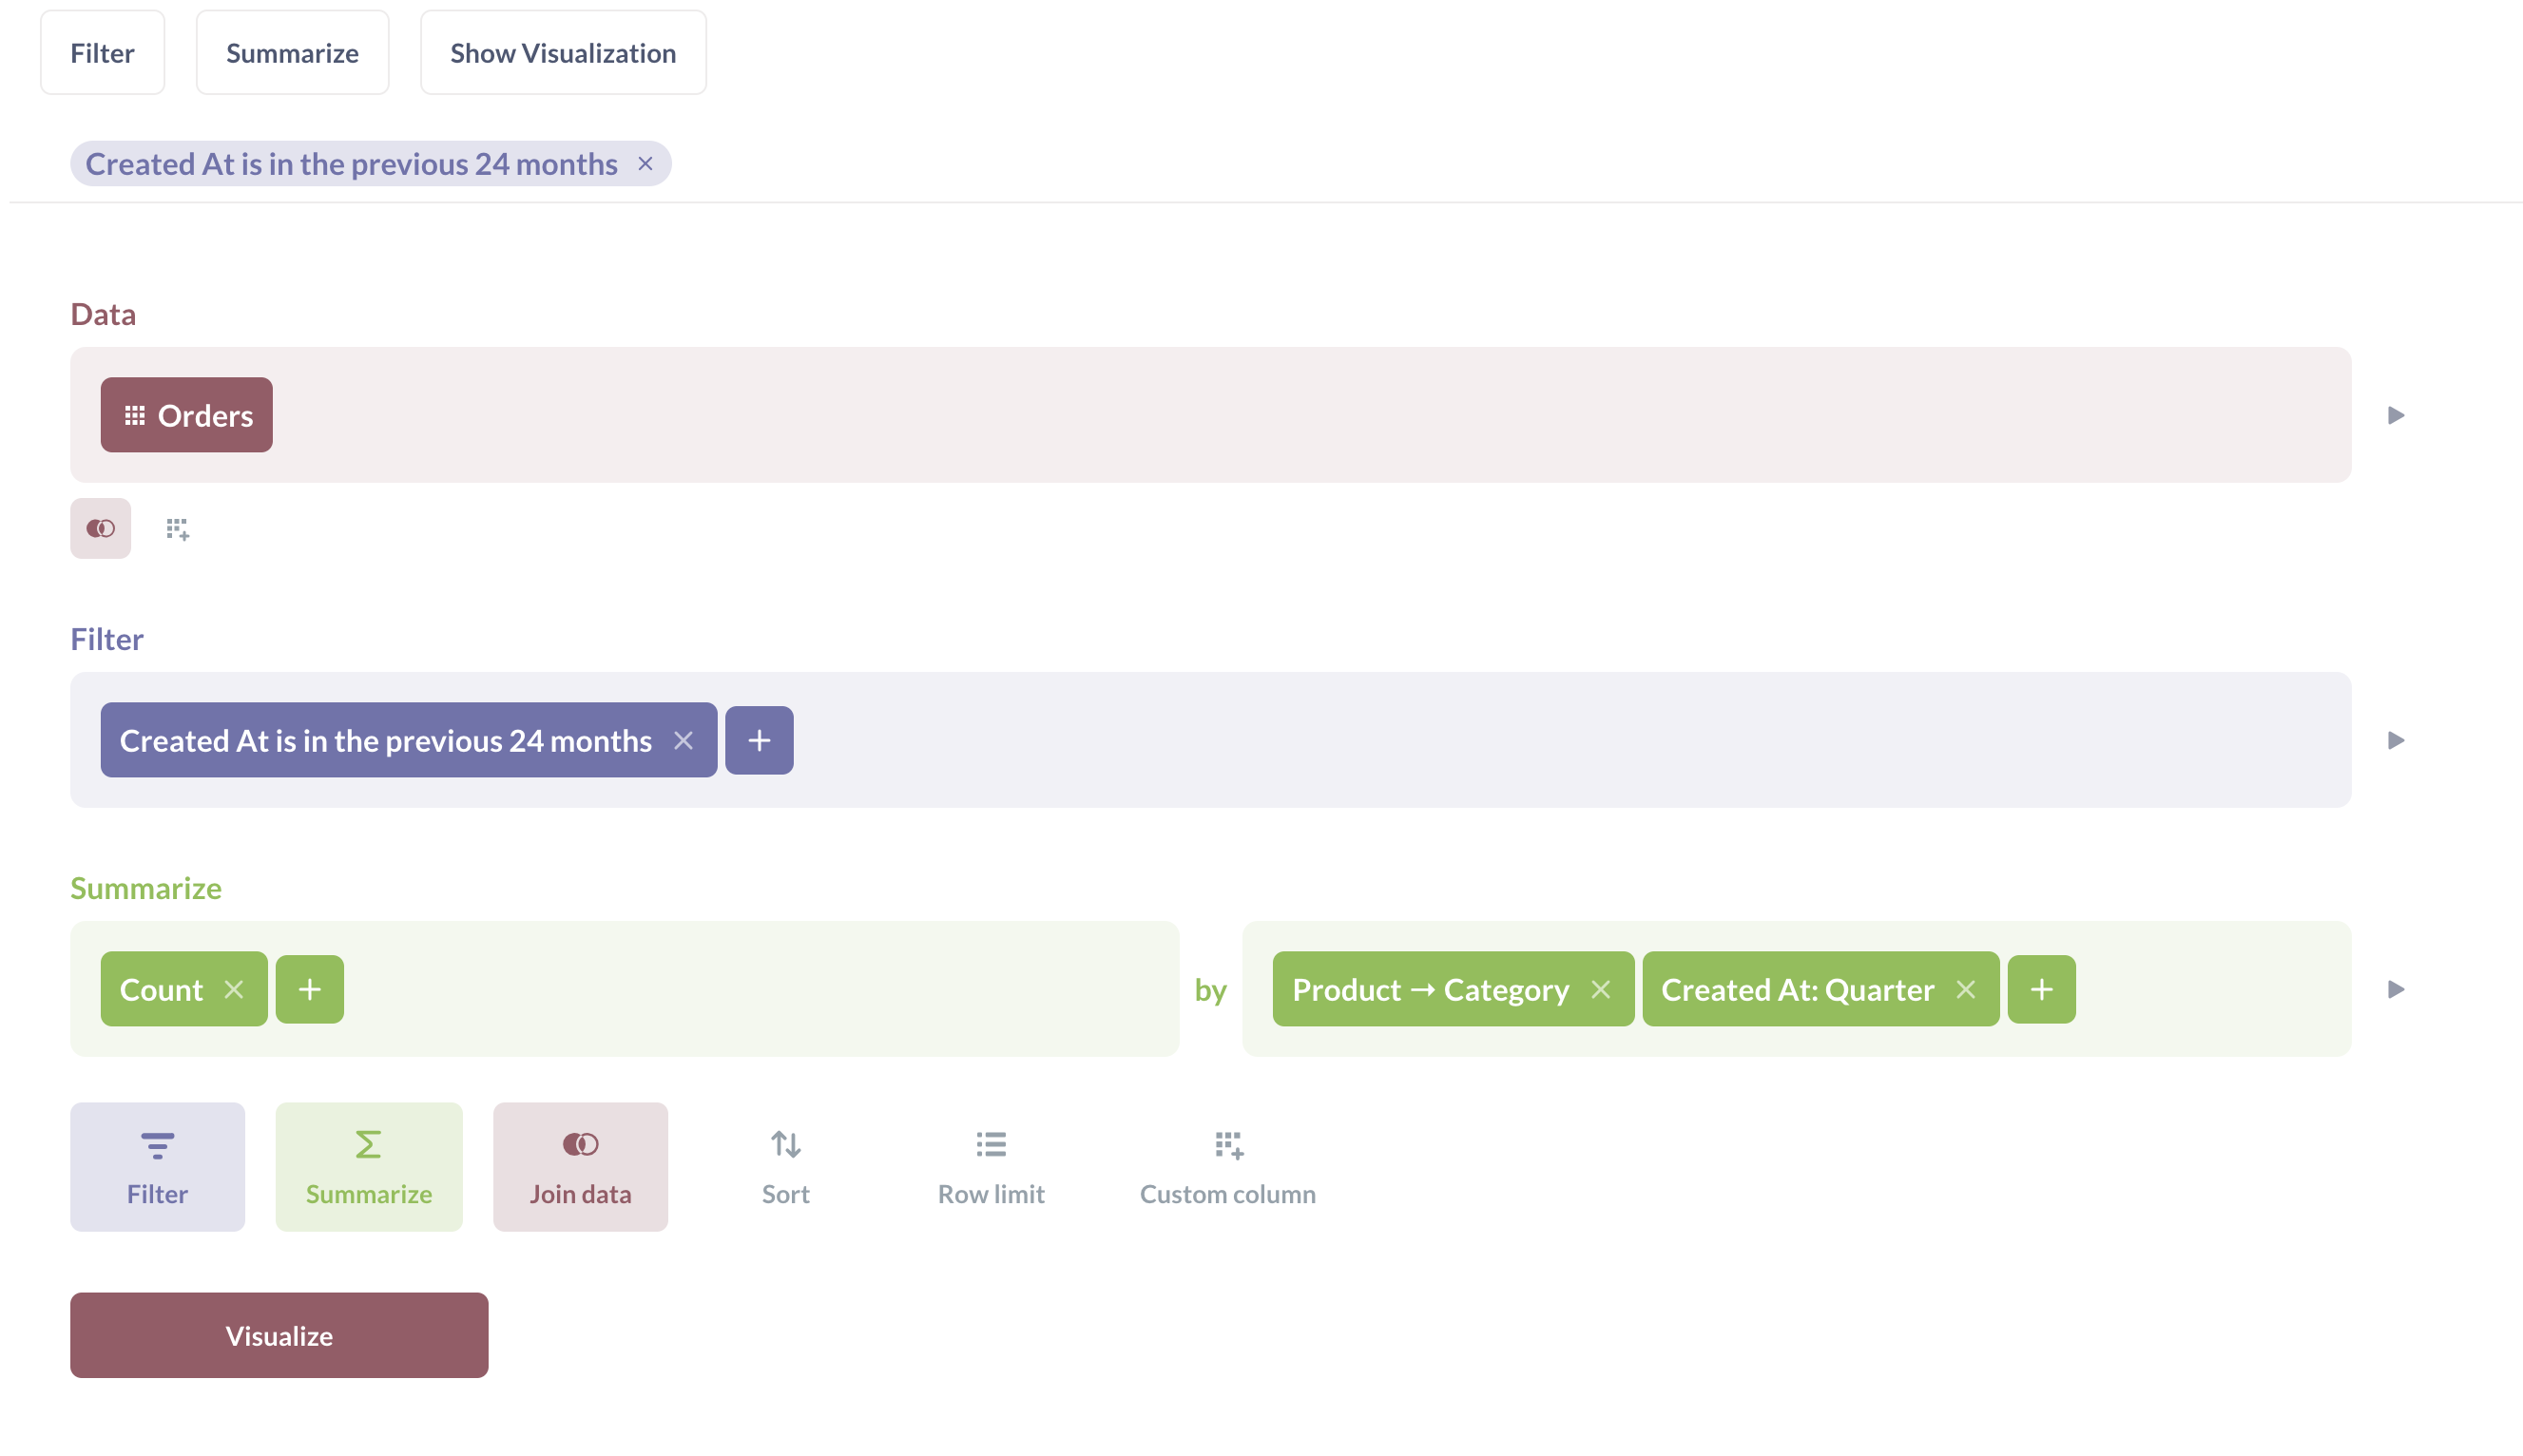 Filter Summarize Show Visualization
Created At is in the previous 24 months ×
Data
Orders
Filter
Created At is in the previous 24 months × +
Summarize
Count × + by Product → Category × Created At: Quarter × +
Filter Summarize Join data Sort Row limit Custom column
Visualize